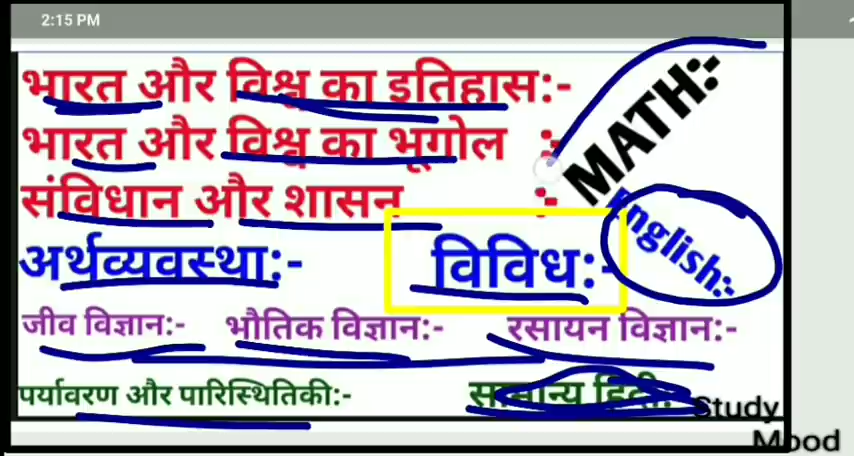 2:15 PM
भारत और विश्व का इतिहास:-
भारत और विश्व का भूगोल :-
संविधान और शासन :-
MATH:-
English:-
अर्थव्यवस्था:- विविध:-
जीव विज्ञान:- भौतिक विज्ञान:- रसायन विज्ञान:-
पर्यावरण और पारिस्थितिकी:- सामान्य हिंदी:
Study
Mood